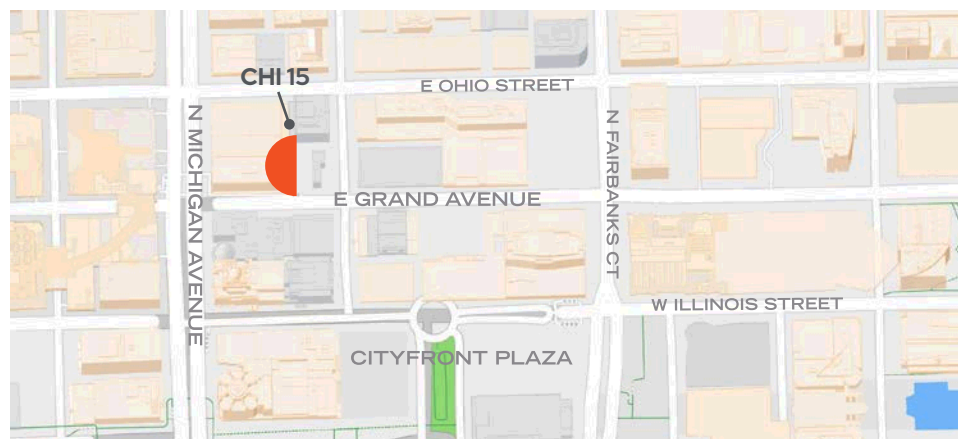 CHI 15
E OHIO STREET
N MICHIGAN AVENUE
N FAIRBANKS CT
E GRAND AVENUE
W ILLINOIS STREET
CITYFRONT PLAZA